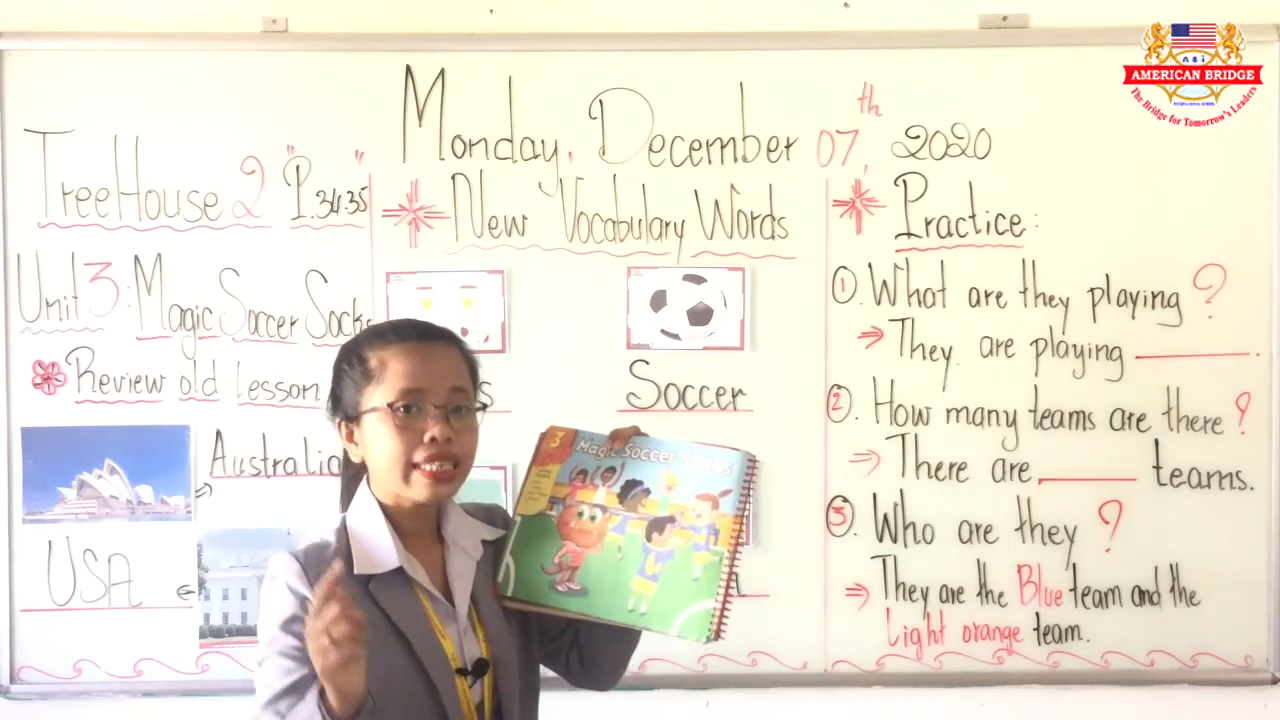 AMERICAN BRIDGE
The Bridge for Tomorrow's Leaders
Monday, December 07th, 2020
TreeHouse 2 "P.34-35"
Unit 3: Magic Soccer Socks
Review old lesson
Australia
USA
New Vocabulary Words
Soccer
3
Magic Soccer Socks
Practice:
①. What are they playing?
⇒ They are playing ________.
②. How many teams are there?
⇒ There are ________ teams.
③. Who are they?
⇒ They are the Blue team and the
Light orange team.